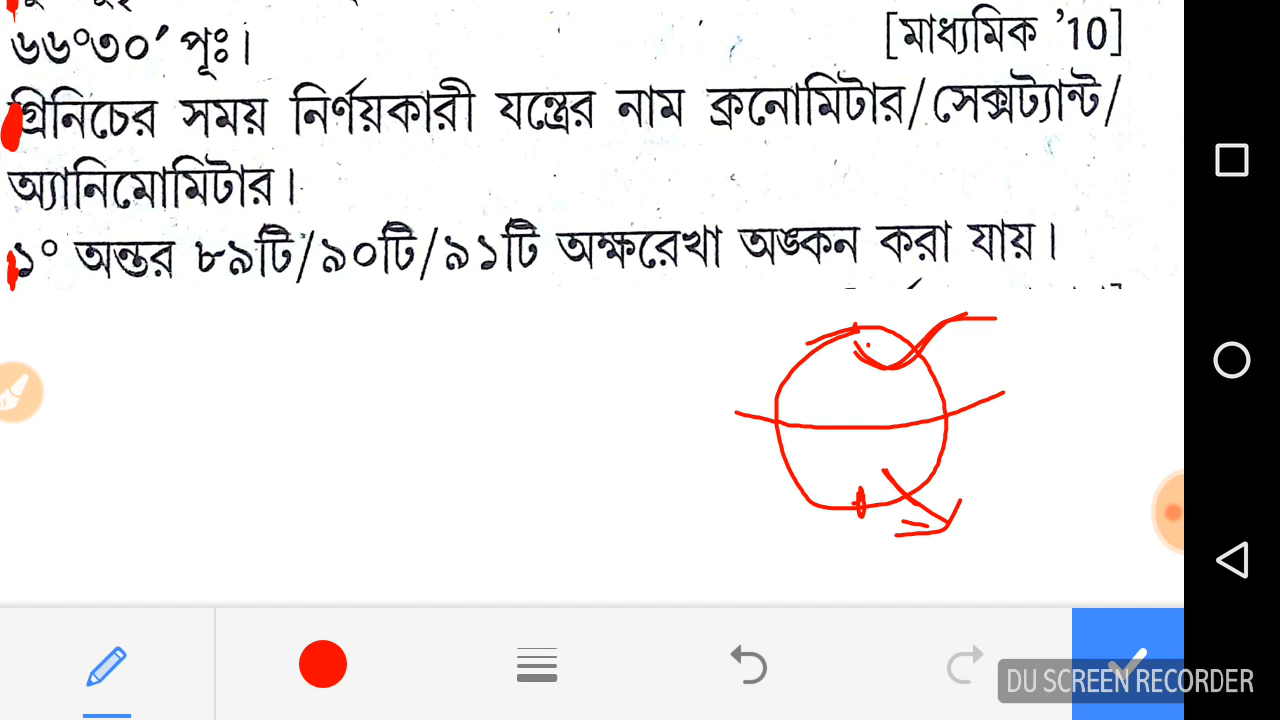 ৬৬°৩০′ পূঃ। [মাধ্যমিক ’10]
গ্রিনিচের সময় নির্ণয়কারী যন্ত্রের নাম ক্রনোমিটার/সেক্সট্যান্ট/
অ্যানিমোমিটার।
১° অন্তর ৮৯টি/৯০টি/৯১টি অক্ষরেখা অঙ্কন করা যায়।
DU SCREEN RECORDER